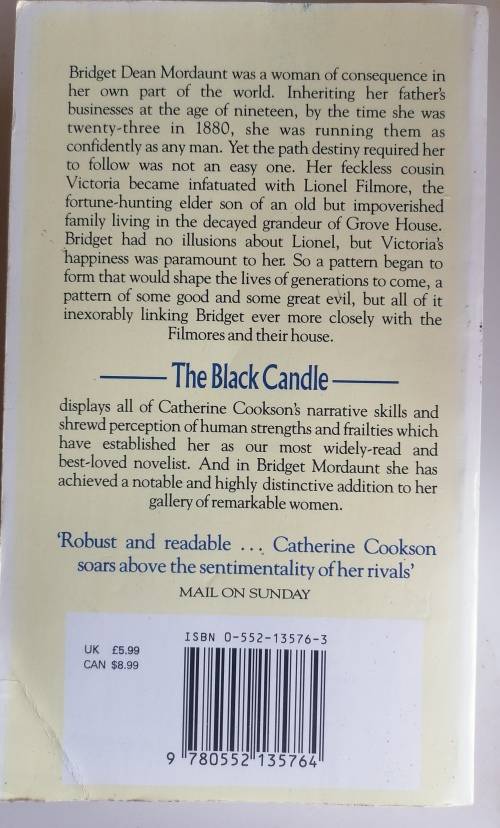 Bridget Dean Mordaunt was a woman of consequence in
her own part of the world. Inheriting her father's
businesses at the age of nineteen, by the time she was
twenty-three in 1880, she was running them as
confidently as any man. Yet the path destiny required her
to follow was not an easy one. Her feckless cousin
Victoria became infatuated with Lionel Filmore, the
fortune-hunting elder son of an old but impoverished
family living in the decayed grandeur of Grove House.
Bridget had no illusions about Lionel, but Victoria's
happiness was paramount to her. So a pattern began to
form that would shape the lives of generations to come, a
pattern of some good and some great evil, but all of it
inexorably linking Bridget ever more closely with the
Filmores and their house.
The Black Candle
displays all of Catherine Cookson's narrative skills and
shrewd perception of human strengths and frailties which
have established her as our most widely-read and
best-loved novelist. And in Bridget Mordaunt she has
achieved a notable and highly distinctive addition to her
gallery of remarkable women.
'Robust and readable ... Catherine Cookson
soars above the sentimentality of her rivals'
MAIL ON SUNDAY
ISBN 0-552-13576-3
UK £5.99
CAN $8.99
9 780552 135764